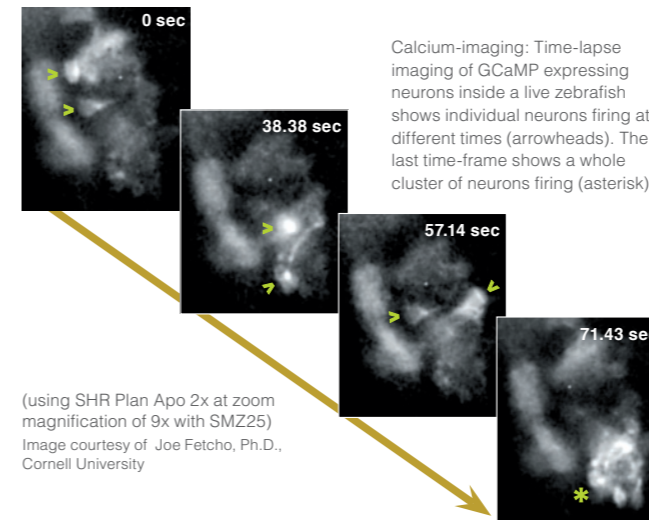 0 sec
Calcium-imaging: Time-lapse
imaging of GCaMP expressing
neurons inside a live zebrafish
shows individual neurons firing at
different times (arrowheads). The
last time-frame shows a whole
cluster of neurons firing (asterisk)
38.38 sec
57.14 sec
71.43 se
*
(using SHR Plan Apo 2x at zoom
magnification of 9x with SMZ25)
Image courtesy of Joe Fetcho, Ph.D.,
Cornell University